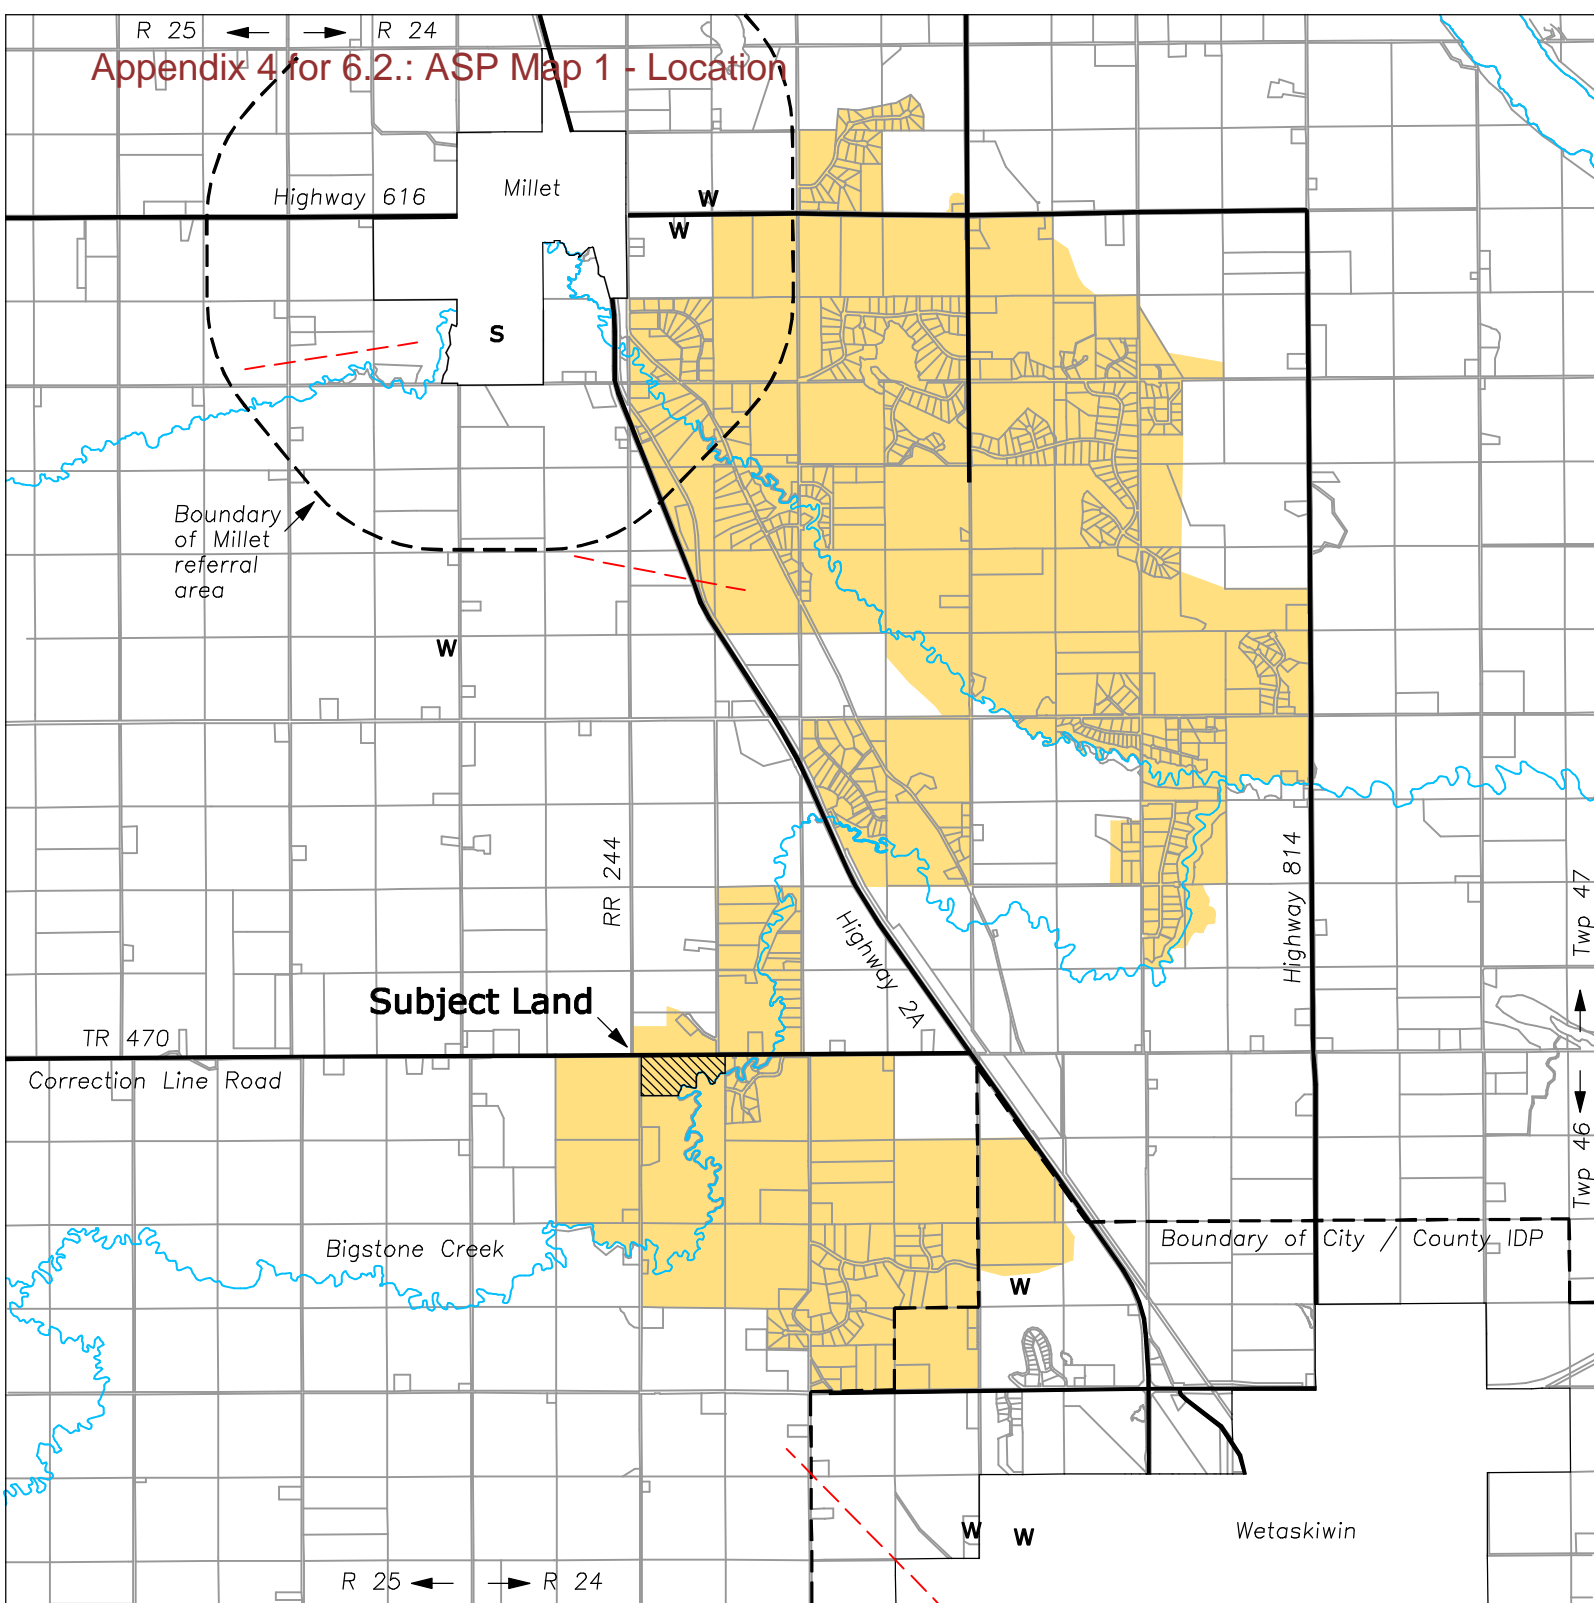 R 25 R 24
Appendix 4 for 6.2.: ASP Map 1 - Location
Millet
Highway 616
W
W
S
Boundary
of Millet
referral
area
W
RR 244
Highway 814
Twp 47
Highway 2A
Subject Land
TR 470
Correction Line Road
Twp 46
Bigstone Creek
Boundary of City / County IDP
W
W
W
Wetaskiwin
R 25 R 24